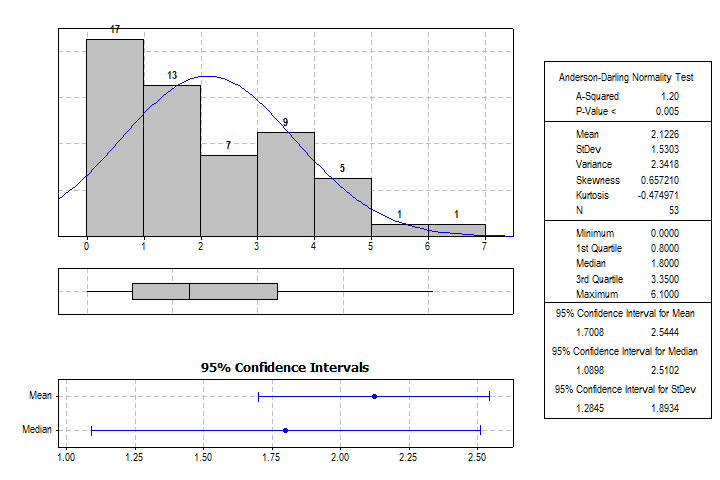 17
13
7
9
5
1
1
0 1 2 3 4 5 6 7
95% Confidence Intervals
Mean
Median
1.00 1.25 1.50 1.75 2.00 2.25 2.50
Anderson-Darling Normality Test
A-Squared 1.20
P-Value < 0.005
Mean 2.1226
StDev 1.5303
Variance 2.3418
Skewness 0.657210
Kurtosis -0.474971
N 53
Minimum 0.0000
1st Quartile 0.8000
Median 1.8000
3rd Quartile 3.3500
Maximum 6.1000
95% Confidence Interval for Mean
1.7008 2.5444
95% Confidence Interval for Median
1.0898 2.5102
95% Confidence Interval for StDev
1.2845 1.8934